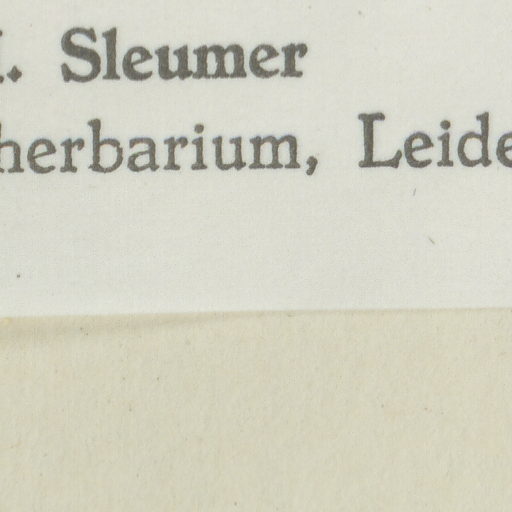 . Sleumer
herbarium, Leide